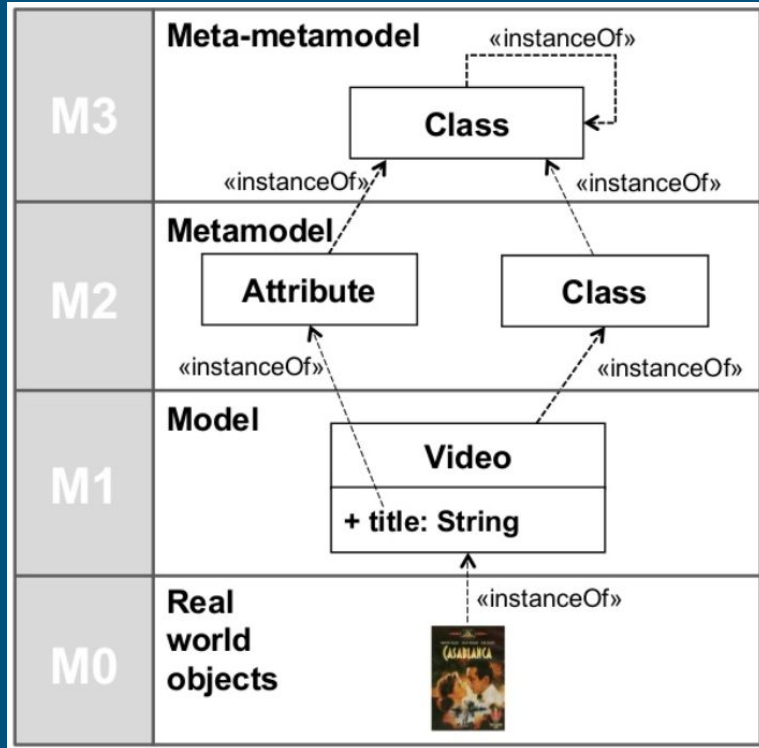 Meta-metamodel
«instanceOf»
M3
Class
«instanceOf»
«instanceOf»
Metamodel
M2
Attribute
Class
«instanceOf»
«instanceOf»
Model
M1
Video
+ title: String
Real
world
objects
«instanceOf»
M0
CASABLANCA